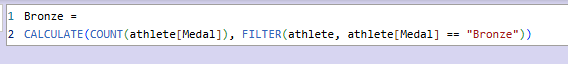 1 Bronze =
2 CALCULATE(COUNT(athlete[Medal]), FILTER(athlete, athlete[Medal] == "Bronze"))